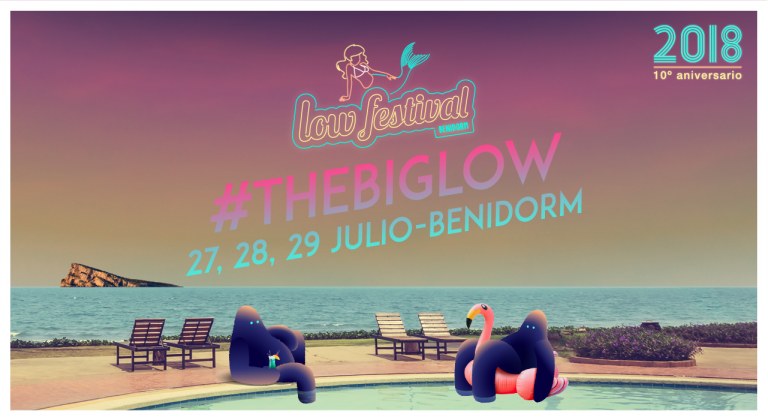 2018
10º aniversario
low festival
BENIDORM
#THEBIGLOW
27, 28, 29 JULIO-BENIDORM